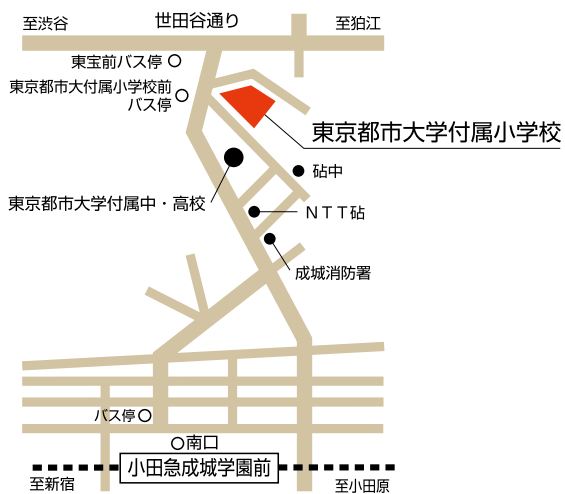 至渋谷
世田谷通り
至狛江
東宝前バス停
東京都市大付属小学校前
バス停
東京都市大学付属小学校
砧中
東京都市大学付属中・高校
ＮＴＴ砧
成城消防署
バス停
南口
小田急成城学園前
至新宿
至小田原